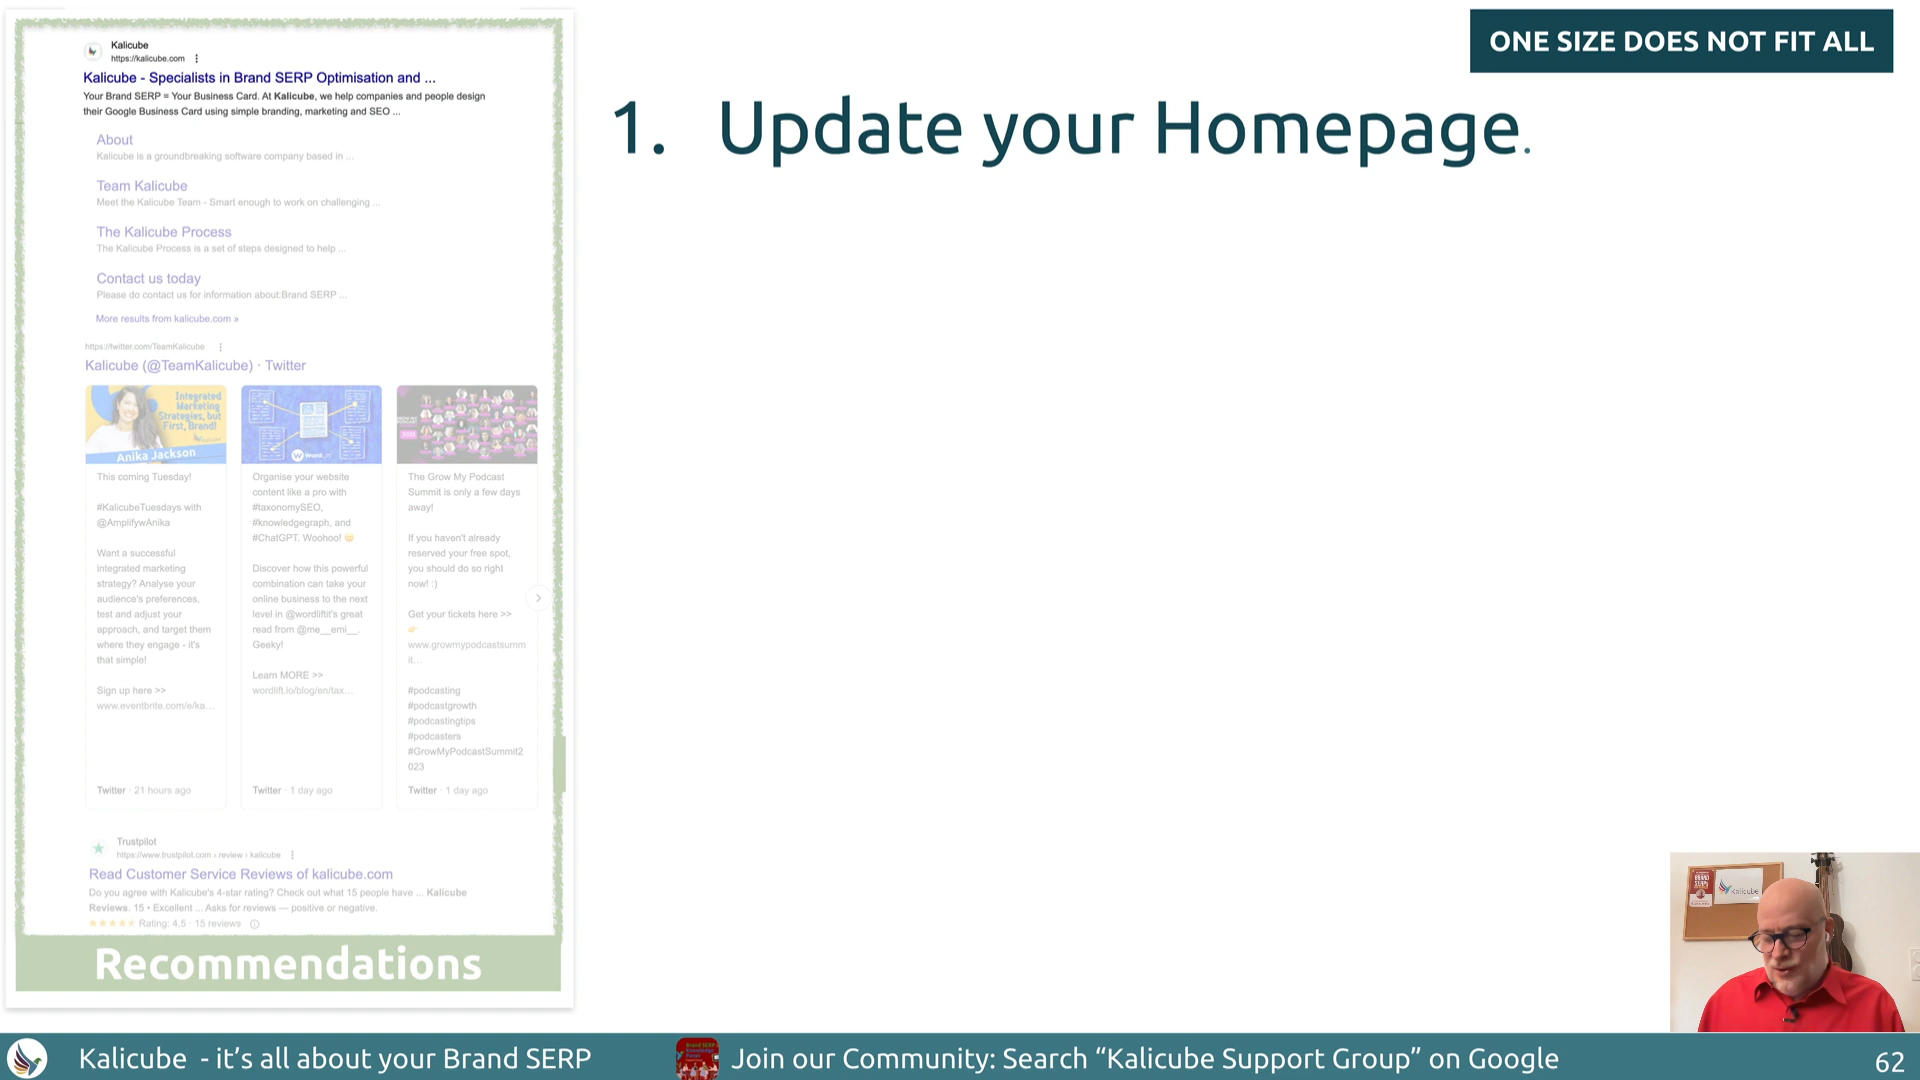 Kalicube
https://kalicube.com
Kalicube - Specialists in Brand SERP Optimisation and ...
Your Brand SERP = Your Business Card. At Kalicube, we help companies and people design
their Google Business Card using simple branding, marketing and SEO ...
About
Kalicube is a groundbreaking software company based in ...
Team Kalicube
Meet the Kalicube Team - Smart enough to work on challenging ...
The Kalicube Process
The Kalicube Process is a set of steps designed to help ...
Contact us today
Please do contact us for information about:Brand SERP ...
More results from kalicube.com »
https://twitter.com/TeamKalicube
Kalicube (@TeamKalicube) · Twitter
Integrated
Marketing
Strategies, but
First, Brand!
Anika Jackson
This coming Tuesday!
#KalicubeTuesdays with
@AmplifywAnika
Want a successful
integrated marketing
strategy? Analyse your
audience's preferences,
test and adjust your
approach, and target them
where they engage - it's
that simple!
Sign up here >>
www.eventbrite.com/e/ka...
Twitter · 21 hours ago
Organise your website
content like a pro with
#taxonomySEO,
#knowledgegraph, and
#ChatGPT. Woohoo!
Discover how this powerful
combination can take your
online business to the next
level in @wordliftit's great
read from @me__emi__.
Geeky!
Learn MORE >>
wordlift.io/blog/en/tax...
Twitter · 1 day ago
The Grow My Podcast
Summit is only a few days
away!
If you haven't already
reserved your free spot,
you should do so right
now! :)
Get your tickets here >>
www.growmypodcastsumm
it...
#podcasting
#podcastgrowth
#podcastingtips
#podcasters
#GrowMyPodcastSummit2
023
Twitter · 1 day ago
Trustpilot
https://www.trustpilot.com › review › kalicube
Read Customer Service Reviews of kalicube.com
Do you agree with Kalicube's 4-star rating? Check out what 15 people have ... Kalicube
Reviews. 15 • Excellent ... Asks for reviews — positive or negative.
Rating: 4.5 · 15 reviews
Recommendations
ONE SIZE DOES NOT FIT ALL
1. Update your Homepage.
kalicube
Kalicube - it's all about your Brand SERP
Join our Community: Search “Kalicube Support Group” on Google
62